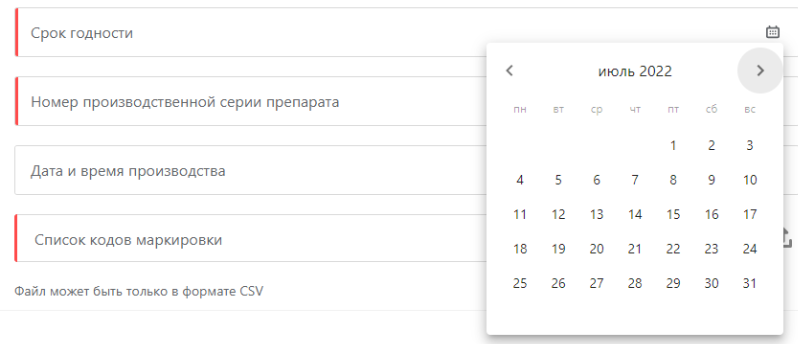 Срок годности
Номер производственной серии препарата
Дата и время производства
Список кодов маркировки
Файл может быть только в формате CSV
июль 2022
пн вт ср чт пт сб вс
1 2 3
4 5 6 7 8 9 10
11 12 13 14 15 16 17
18 19 20 21 22 23 24
25 26 27 28 29 30 31